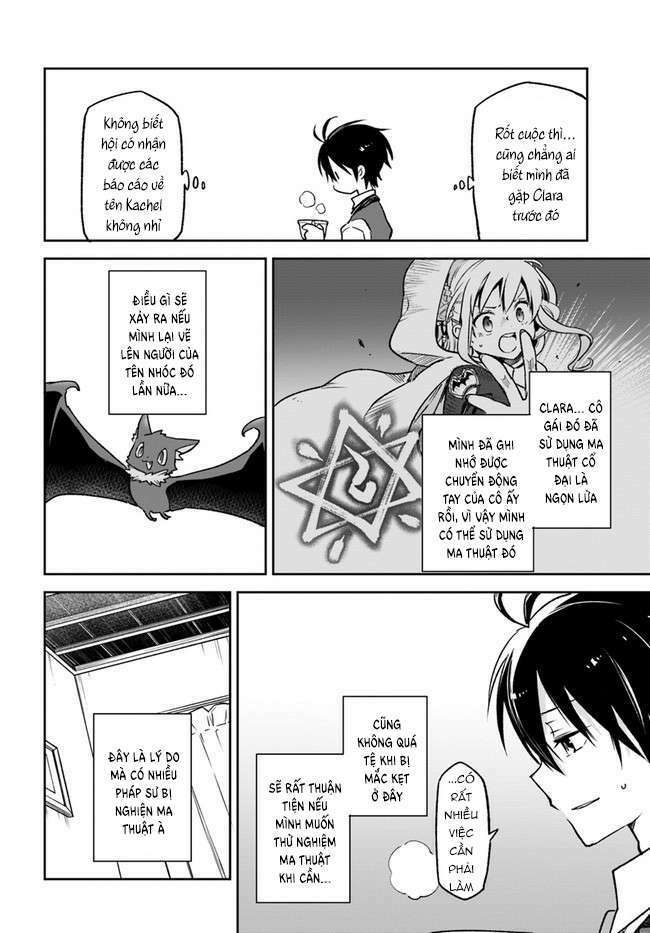 Rốt cuộc thì...
cũng chẳng ai
biết mình đã
gặp Clara
trước đó
Không biết
hội có nhận
được các
báo cáo về
tên Kachel
không nhỉ
CLARA... CÔ
GÁI ĐÓ ĐÃ
SỬ DỤNG MA
THUẬT CỔ
ĐẠI LÀ
NGỌN LỬA
MÌNH ĐÃ GHI
NHỚ ĐƯỢC
CHUYỂN ĐỘNG
TAY CỦA CÔ ẤY
RỒI, VÌ VẬY MÌNH
CÓ THỂ SỬ DỤNG
MA THUẬT ĐÓ
ĐIỀU GÌ SẼ
XẢY RA NẾU
MÌNH LẠI VẼ
LÊN NGƯỜI CỦA
TÊN NHÓC ĐÓ
LẦN NỮA...
...CÓ
RẤT
NHIỀU
VIỆC
CẦN
PHẢI
LÀM
CŨNG
KHÔNG QUÁ
TỆ KHI BỊ
MẮC KẸT
Ở ĐÂY
SẼ RẤT THUẬN
TIỆN NẾU
MÌNH MUỐN
THỬ NGHIỆM
MA THUẬT
KHI CẦN...
ĐÂY LÀ LÝ DO
MÀ CÓ NHIỀU
PHÁP SƯ BỊ
NGHIỆN MA
THUẬT À